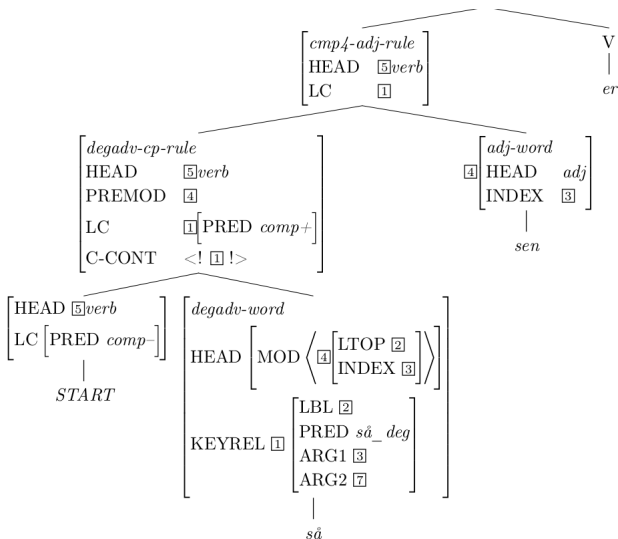 cmp4-adj-rule
HEAD 5 verb
LC 1
V
er
degadv-cp-rule
HEAD 5 verb
PREMOD 4
LC 1 [PRED comp+]
C-CONT <! 1 !>
adj-word
4 HEAD adj
INDEX 3
sen
HEAD 5 verb
LC [PRED comp–]
START
degadv-word
HEAD [MOD ⟨ 4 [LTOP 2
INDEX 3] ⟩]
KEYREL 1
LBL 2
PRED så_deg
ARG1 3
ARG2 7
så